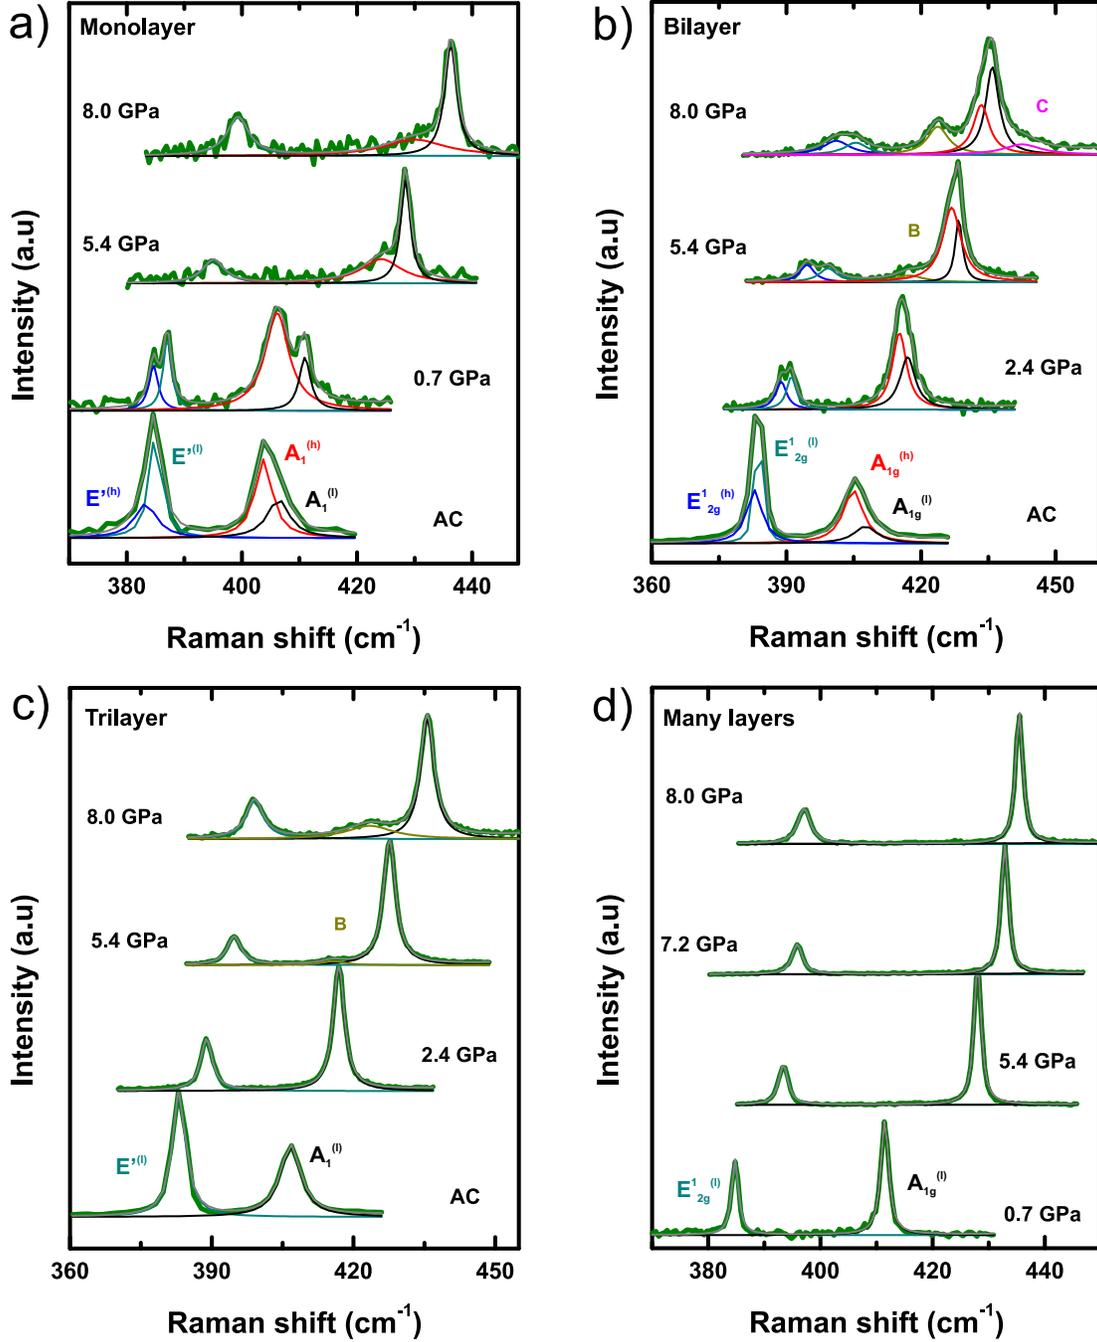 a)
Monolayer
8.0 GPa
5.4 GPa
0.7 GPa
E'(l)
A1(h)
E'(h)
A1(l)
AC
Intensity (a.u)
380 400 420 440
Raman shift (cm-1)
b)
Bilayer
8.0 GPa
C
5.4 GPa
B
2.4 GPa
E12g(l)
A1g(h)
E12g(h)
A1g(l)
AC
Intensity (a.u)
360 390 420 450
Raman shift (cm-1)
c)
Trilayer
8.0 GPa
B
5.4 GPa
2.4 GPa
E'(l)
A1(l)
AC
Intensity (a.u)
360 390 420 450
Raman shift (cm-1)
d)
Many layers
8.0 GPa
7.2 GPa
5.4 GPa
E12g(l)
A1g(l)
0.7 GPa
Intensity (a.u)
380 400 420 440
Raman shift (cm-1)